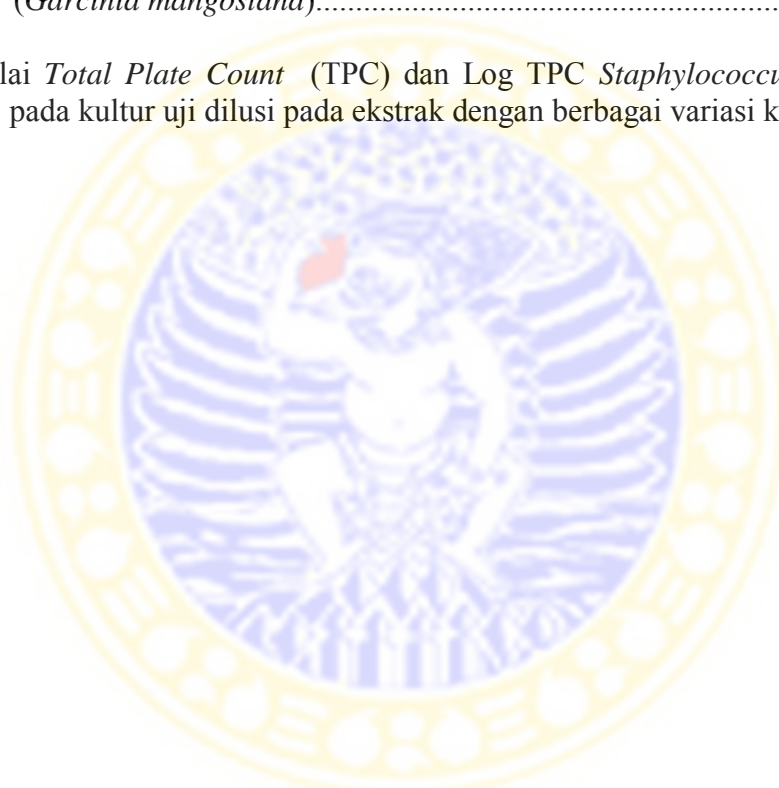 (Garcinia mangostana)....................................................................
lai Total Plate Count (TPC) dan Log TPC Staphylococcu
pada kultur uji dilusi pada ekstrak dengan berbagai variasi k